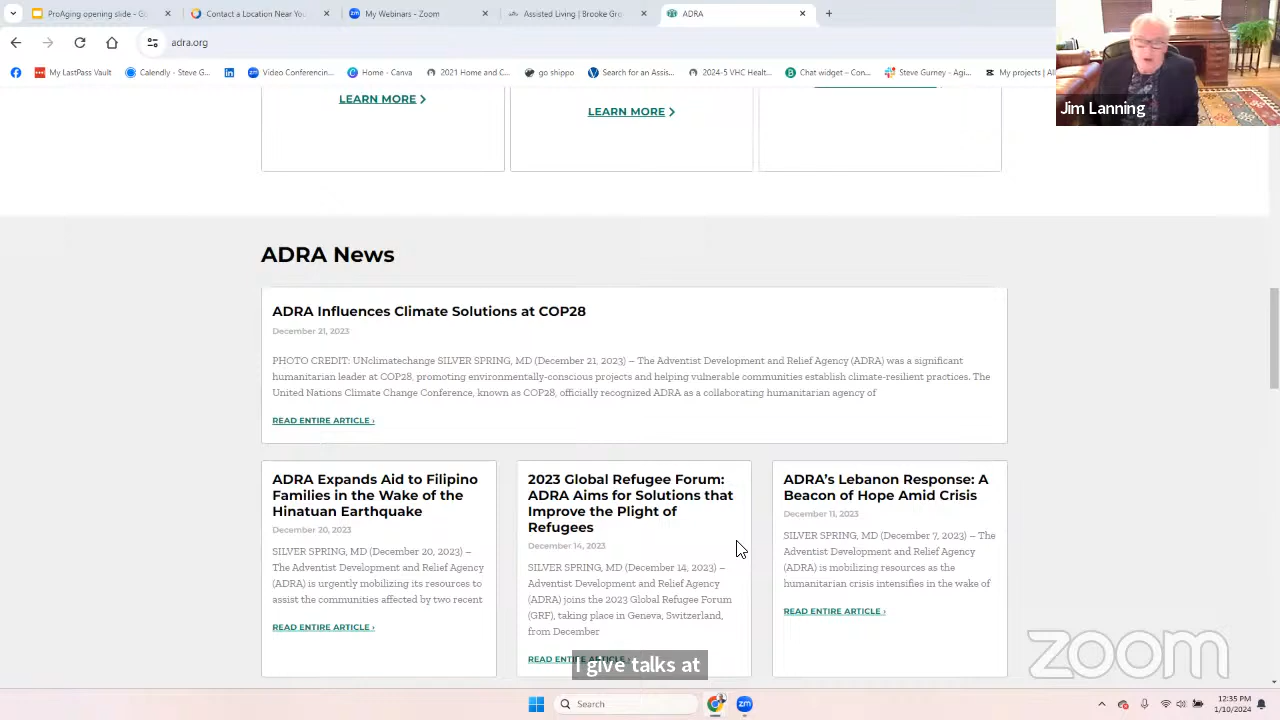 ProAging opening slide - G
Contact a Location Near You
My Webinars - Zoom
Assisted Living | Brooke Gro
ADRA
adra.org
My LastPass Vault
Calendly - Steve G...
Video Conferencin...
Home - Canva
2021 Home and C...
go shippo
Search for an Assis...
2024-5 VHC Healt...
Chat widget – Con...
Steve Gurney - Agi...
My projects | Al
Jim Lanning
LEARN MORE
LEARN MORE
ADRA News
ADRA Influences Climate Solutions at COP28
December 21, 2023
PHOTO CREDIT: UNclimatechange SILVER SPRING, MD (December 21, 2023) – The Adventist Development and Relief Agency (ADRA) was a significant
humanitarian leader at COP28, promoting environmentally-conscious projects and helping vulnerable communities establish climate-resilient practices. The
United Nations Climate Change Conference, known as COP28, officially recognized ADRA as a collaborating humanitarian agency of
READ ENTIRE ARTICLE ›
ADRA Expands Aid to Filipino
Families in the Wake of the
Hinatuan Earthquake
December 20, 2023
SILVER SPRING, MD (December 20, 2023) –
The Adventist Development and Relief Agency
(ADRA) is urgently mobilizing its resources to
assist the communities affected by two recent
READ ENTIRE ARTICLE ›
2023 Global Refugee Forum:
ADRA Aims for Solutions that
Improve the Plight of
Refugees
December 14, 2023
SILVER SPRING, MD (December 14, 2023) –
Adventist Development and Relief Agency
(ADRA) joins the 2023 Global Refugee Forum
(GRF), taking place in Geneva, Switzerland,
from December
READ ENTIRE ARTICLE ›
ADRA's Lebanon Response: A
Beacon of Hope Amid Crisis
December 11, 2023
SILVER SPRING, MD (December 7, 2023) – The
Adventist Development and Relief Agency
(ADRA) is mobilizing resources as the
humanitarian crisis intensifies in the wake of
READ ENTIRE ARTICLE ›
I give talks at
zoom
Search
12:35 PM
1/10/2024